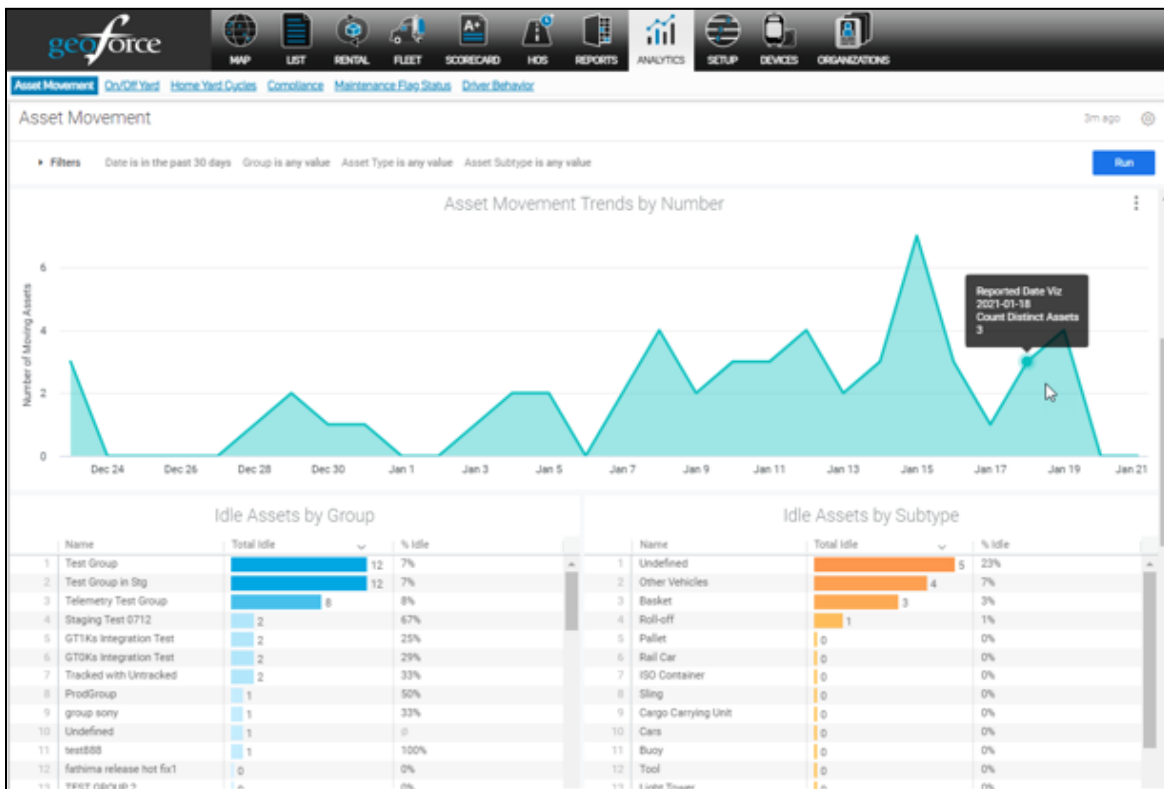 geoforce
MAP LIST RENTAL FLEET SCORECARD HOS REPORTS ANALYTICS SETUP DEVICES ORGANIZATIONS
A+
Asset Movement On/Off Yard Home Yard Cycles Compliance Maintenance Flag Status Driver Behavior
Asset Movement 3m ago
Filters Date is in the past 30 days Group is any value Asset Type is any value Asset Subtype is any value Run
Asset Movement Trends by Number
Number of Moving Assets
6
4
2
0
Reported Date Viz
2021-01-18
Count Distinct Assets
3
Dec 24 Dec 26 Dec 28 Dec 30 Jan 1 Jan 3 Jan 5 Jan 7 Jan 9 Jan 11 Jan 13 Jan 15 Jan 17 Jan 19 Jan 21
Idle Assets by Group
Name Total Idle % Idle
1 Test Group 12 7%
2 Test Group in Stg 12 7%
3 Telemetry Test Group 8 8%
4 Staging Test 0712 2 67%
5 GT1Ks Integration Test 2 25%
6 GT0Ks Integration Test 2 29%
7 Tracked with Untracked 2 33%
8 ProdGroup 1 50%
9 group sony 1 33%
10 Undefined 1 ø
11 test888 1 100%
12 fathima release hot fix1 0 0%
13 TEST GROUP 2 0 0%
Idle Assets by Subtype
Name Total Idle % Idle
1 Undefined 5 23%
2 Other Vehicles 4 7%
3 Basket 3 3%
4 Roll-off 1 1%
5 Pallet 0 0%
6 Rail Car 0 0%
7 ISO Container 0 0%
8 Sling 0 0%
9 Cargo Carrying Unit 0 0%
10 Cars 0 0%
11 Buoy 0 0%
12 Tool 0 0%
13 Light Tower 0 0%